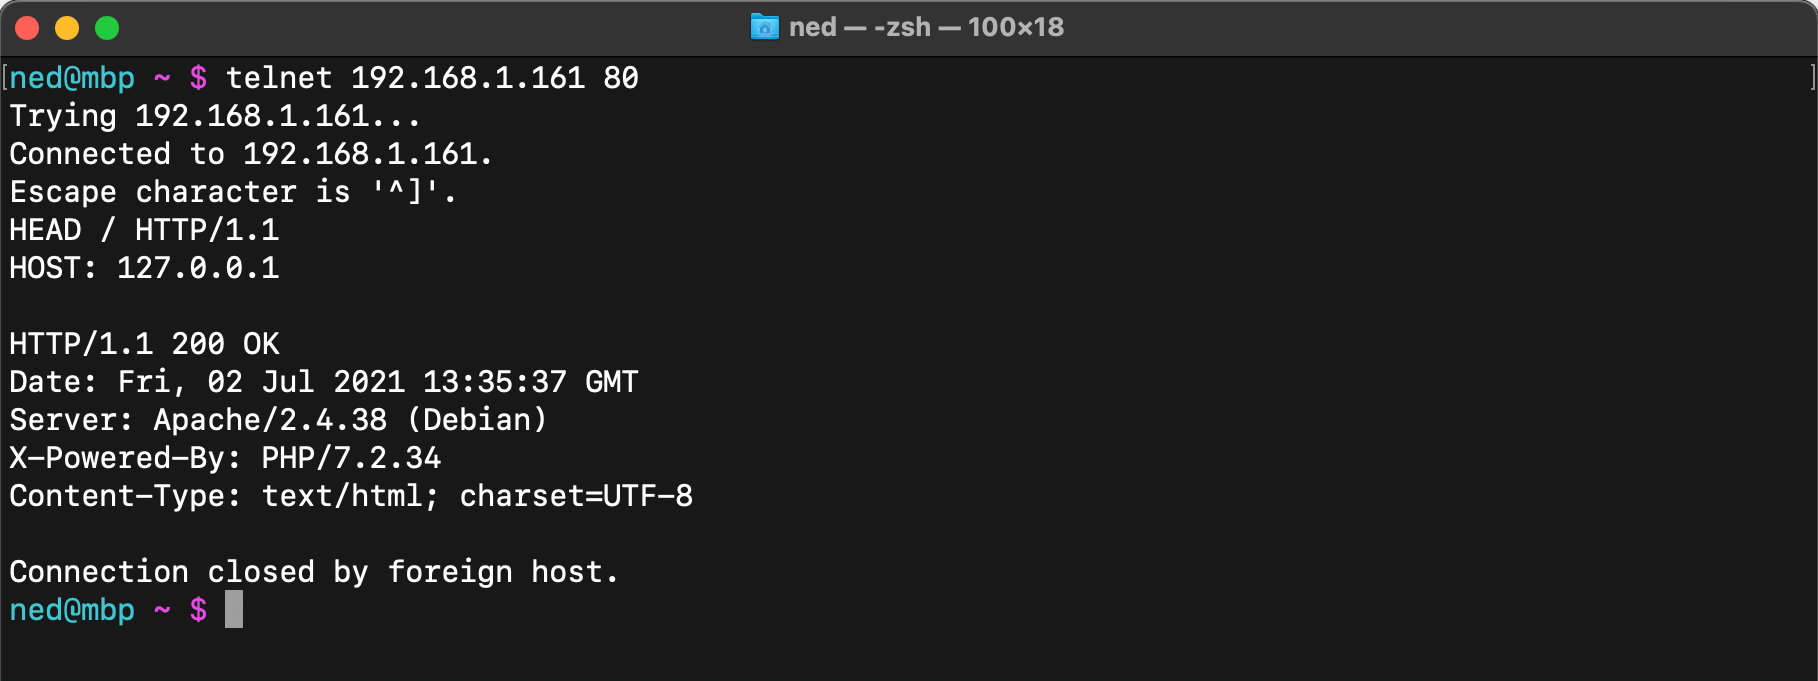 ned — -zsh — 100×18
[ned@mbp ~ $ telnet 192.168.1.161 80 ]
Trying 192.168.1.161...
Connected to 192.168.1.161.
Escape character is '^]'.
HEAD / HTTP/1.1
HOST: 127.0.0.1
HTTP/1.1 200 OK
Date: Fri, 02 Jul 2021 13:35:37 GMT
Server: Apache/2.4.38 (Debian)
X-Powered-By: PHP/7.2.34
Content-Type: text/html; charset=UTF-8
Connection closed by foreign host.
ned@mbp ~ $